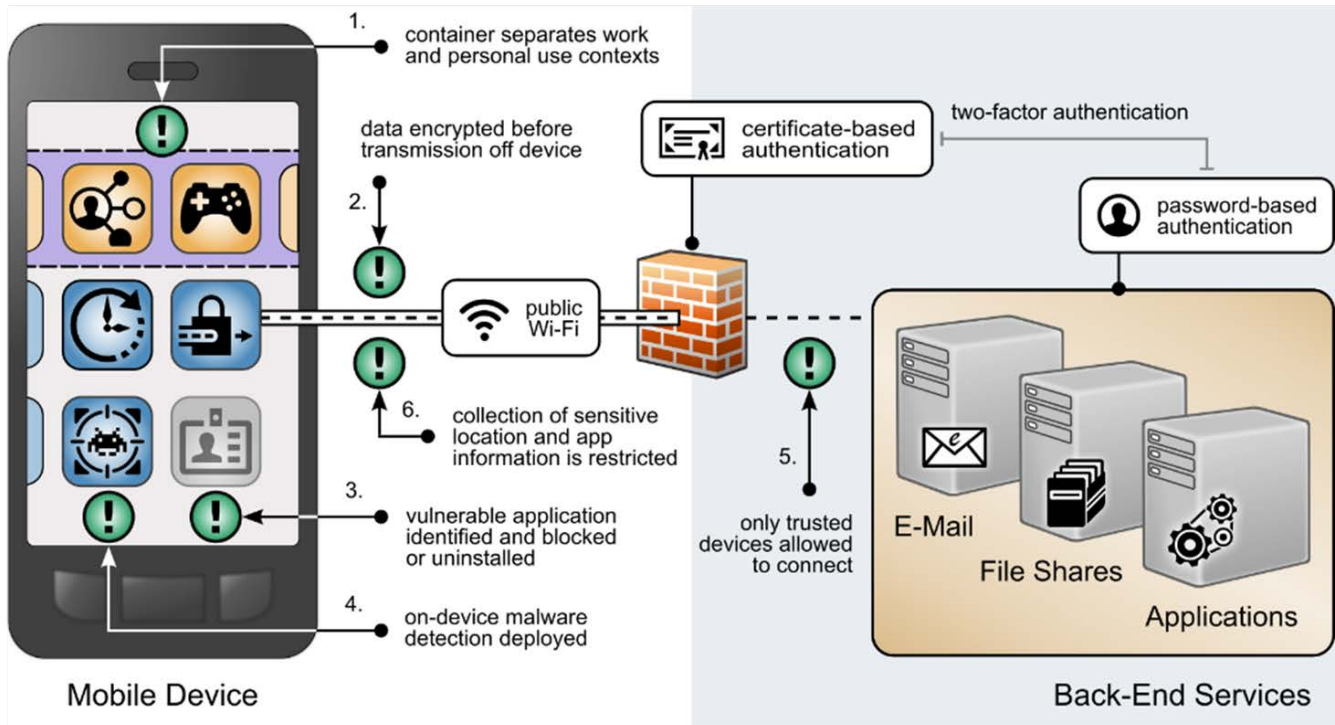 1.
container separates work
and personal use contexts
data encrypted before
transmission off device
2.
certificate-based
authentication
two-factor authentication
password-based
authentication
public
Wi-Fi
6.
collection of sensitive
location and app
information is restricted
3.
vulnerable application
identified and blocked
or uninstalled
4.
on-device malware
detection deployed
5.
only trusted
devices allowed
to connect
e
E-Mail
File Shares
Applications
Mobile Device
Back-End Services